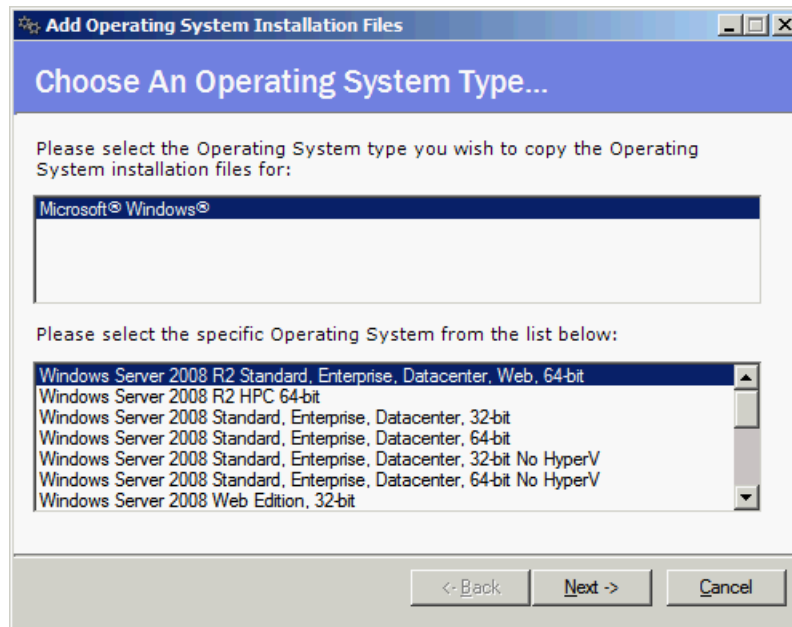 Add Operating System Installation Files
Choose An Operating System Type...
Please select the Operating System type you wish to copy the Operating
System installation files for:
Microsoft® Windows®
Please select the specific Operating System from the list below:
Windows Server 2008 R2 Standard, Enterprise, Datacenter, Web, 64-bit
Windows Server 2008 R2 HPC 64-bit
Windows Server 2008 Standard, Enterprise, Datacenter, 32-bit
Windows Server 2008 Standard, Enterprise, Datacenter, 64-bit
Windows Server 2008 Standard, Enterprise, Datacenter, 32-bit No HyperV
Windows Server 2008 Standard, Enterprise, Datacenter, 64-bit No HyperV
Windows Server 2008 Web Edition, 32-bit
<- Back Next -> Cancel